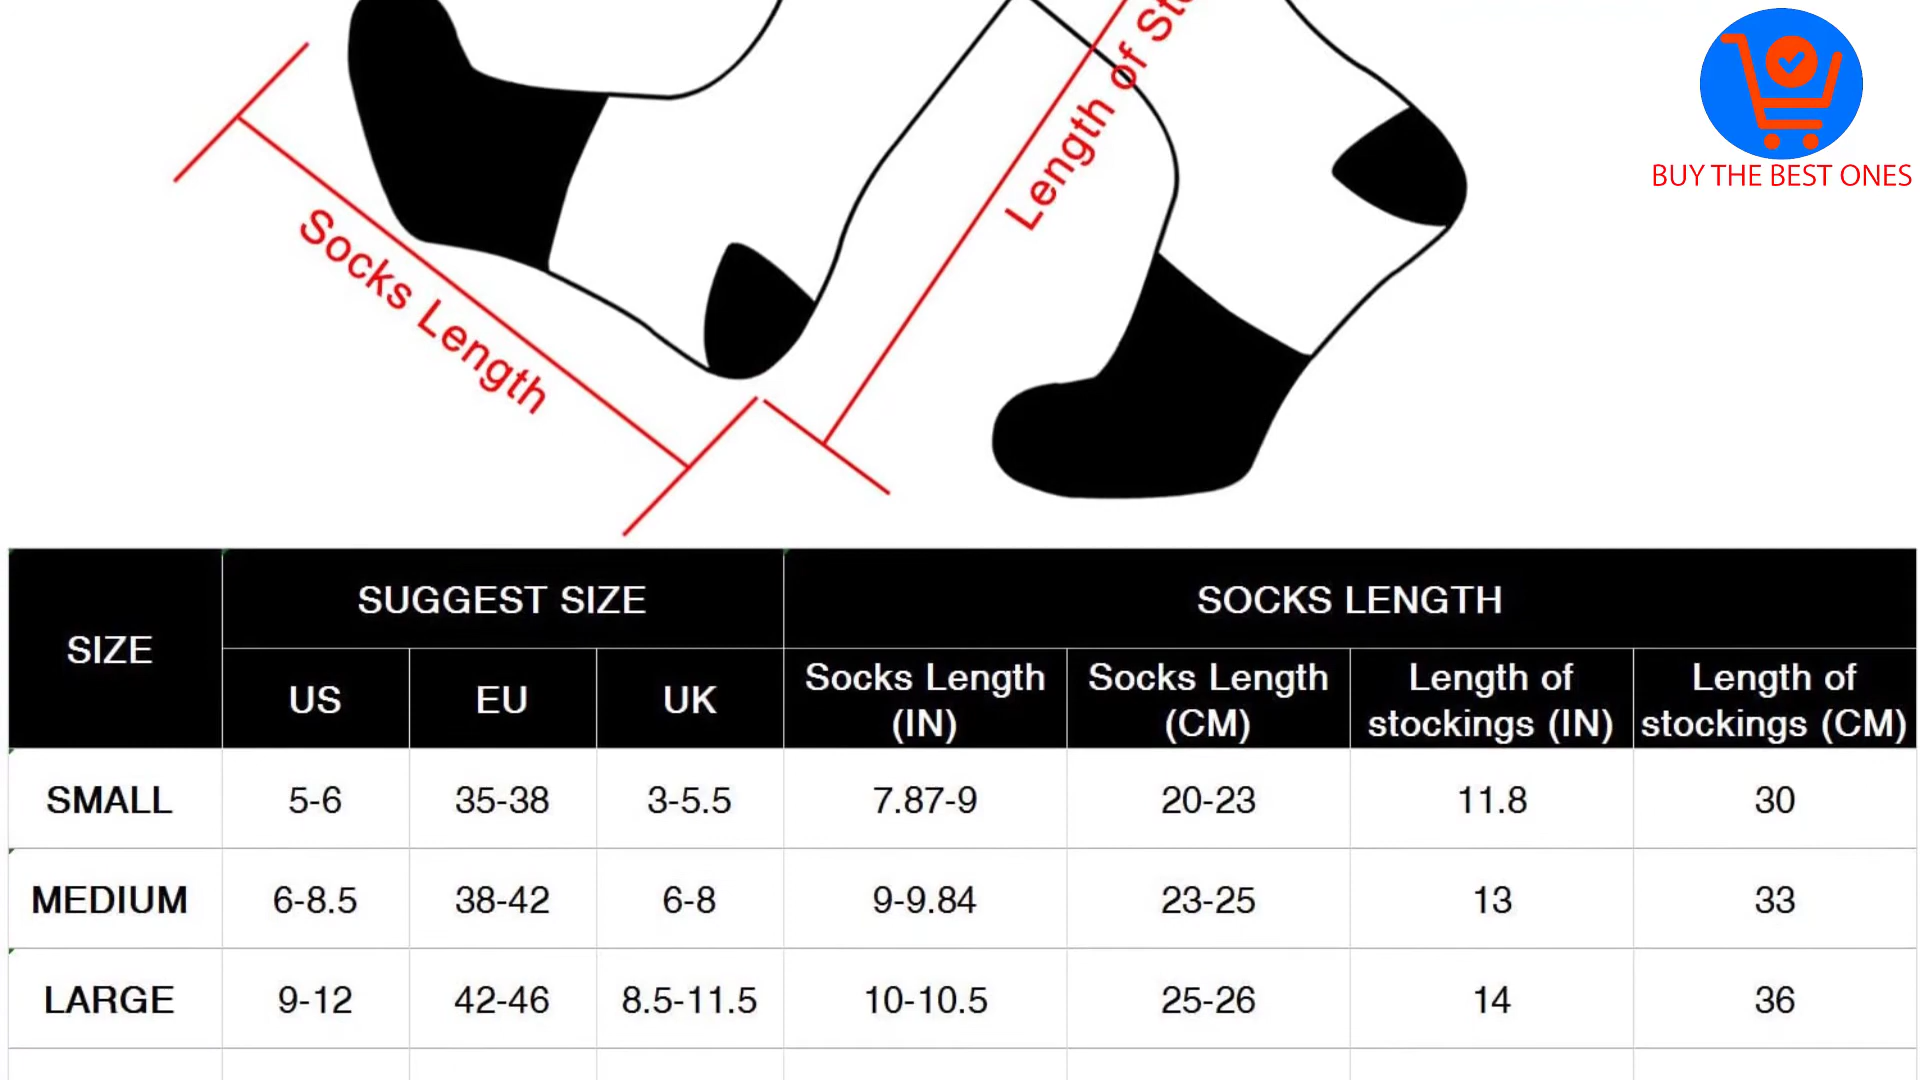 Length of
BUY THE BEST ONES
Socks Length
SIZE
SUGGEST SIZE
SOCKS LENGTH
US
EU
UK
Socks Length
(IN)
Socks Length
(CM)
Length of
stockings (IN)
Length of
stockings (CM)
SMALL
5-6
35-38
3-5.5
7.87-9
20-23
11.8
30
MEDIUM
6-8.5
38-42
6-8
9-9.84
23-25
13
33
LARGE
9-12
42-46
8.5-11.5
10-10.5
25-26
14
36